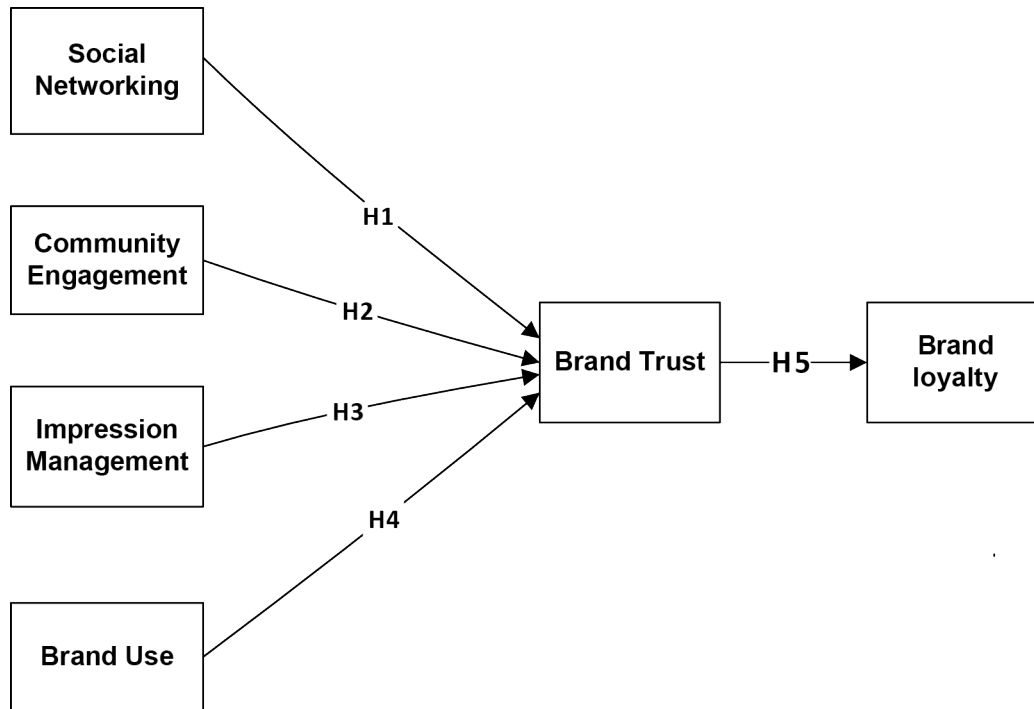 Social
Networking
H1
Community
Engagement
H2
Brand Trust
H5
Brand
loyalty
Impression
Management
H3
H4
Brand Use